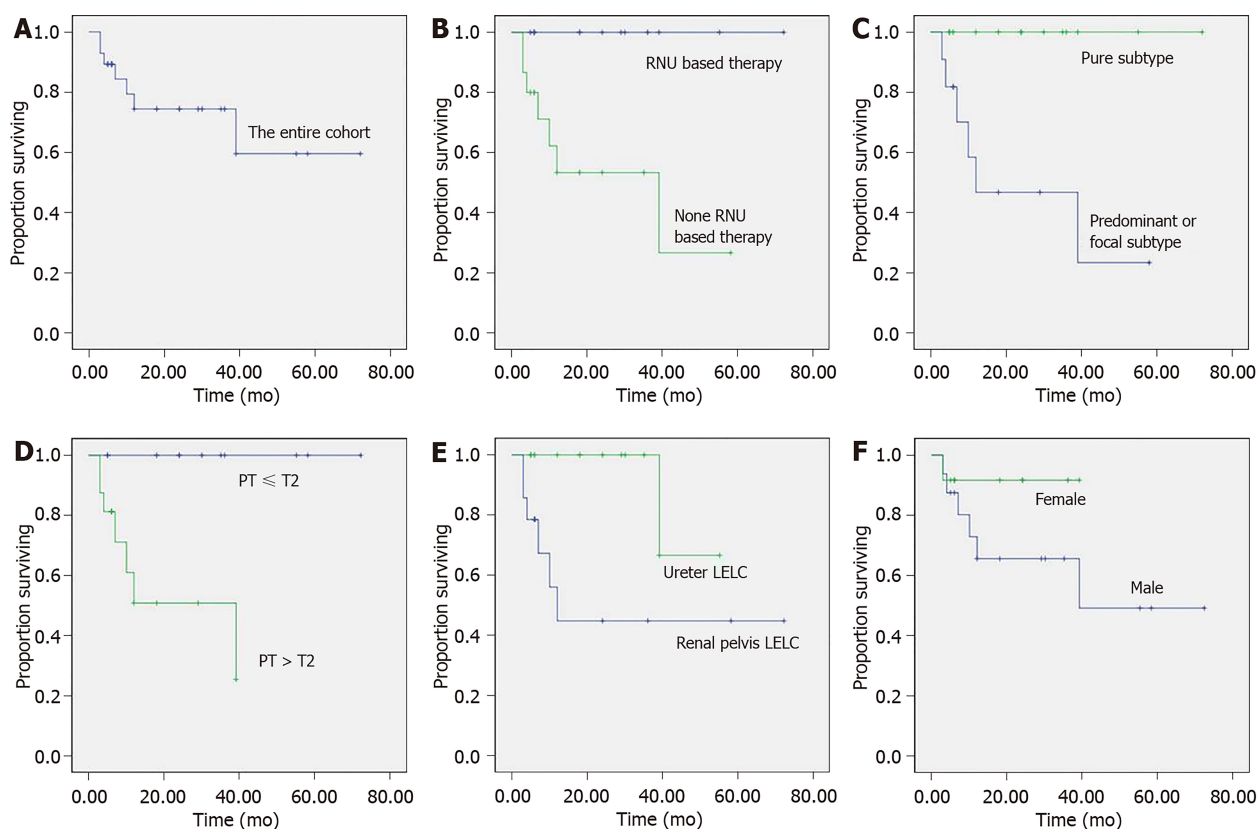 A
1.0
0.8
0.6
0.4
0.2
0.0
Proportion surviving
The entire cohort
0.00 20.00 40.00 60.00 80.00
Time (mo)
B
1.0
0.8
0.6
0.4
0.2
0.0
Proportion surviving
RNU based therapy
None RNU
based therapy
0.00 20.00 40.00 60.00 80.00
Time (mo)
C
1.0
0.8
0.6
0.4
0.2
0.0
Proportion surviving
Pure subtype
Predominant or
focal subtype
0.00 20.00 40.00 60.00 80.00
Time (mo)
D
1.0
0.8
0.6
0.4
0.2
0.0
Proportion surviving
PT ⩽ T2
PT > T2
0.00 20.00 40.00 60.00 80.00
Time (mo)
E
1.0
0.8
0.6
0.4
0.2
0.0
Proportion surviving
Ureter LELC
Renal pelvis LELC
0.00 20.00 40.00 60.00 80.00
Time (mo)
F
1.0
0.8
0.6
0.4
0.2
0.0
Proportion surviving
Female
Male
0.00 20.00 40.00 60.00 80.00
Time (mo)